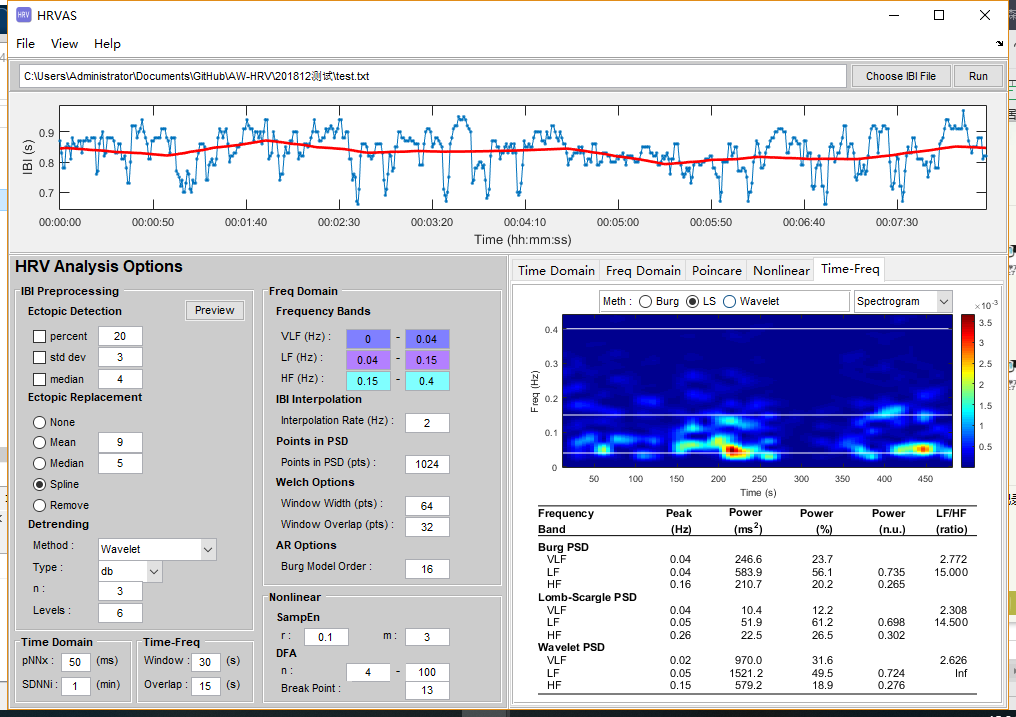 HRV HRVAS
File View Help
C:\Users\Administrator\Documents\GitHub\AW-HRV\201812测试\test.txt Choose IBI File Run
IBI (s)
0.9
0.8
0.7
00:00:00 00:00:50 00:01:40 00:02:30 00:03:20 00:04:10 00:05:00 00:05:50 00:06:40 00:07:30
Time (hh:mm:ss)
HRV Analysis Options
IBI Preprocessing
Ectopic Detection Preview
percent 20
std dev 3
median 4
Ectopic Replacement
None
Mean 9
Median 5
Spline
Remove
Detrending
Method : Wavelet
Type : db
n : 3
Levels : 6
Time Domain
pNNx : 50 (ms)
SDNNi : 1 (min)
Time-Freq
Window : 30 (s)
Overlap : 15 (s)
Freq Domain
Frequency Bands
VLF (Hz) : 0 - 0.04
LF (Hz) : 0.04 - 0.15
HF (Hz) : 0.15 - 0.4
IBI Interpolation
Interpolation Rate (Hz) : 2
Points in PSD
Points in PSD (pts) : 1024
Welch Options
Window Width (pts) : 64
Window Overlap (pts) : 32
AR Options
Burg Model Order : 16
Nonlinear
SampEn
r : 0.1 m : 3
DFA
n : 4 - 100
Break Point : 13
Time Domain Freq Domain Poincare Nonlinear Time-Freq
Meth : Burg LS Wavelet Spectrogram
×10⁻³
Freq (Hz)
0.4
0.3
0.2
0.1
0
50 100 150 200 250 300 350 400 450
Time (s)
3.5
3
2.5
2
1.5
1
0.5
Frequency Peak Power Power Power LF/HF
Band (Hz) (ms²) (%) (n.u.) (ratio)
Burg PSD
VLF 0.04 246.6 23.7 2.772
LF 0.04 583.9 56.1 0.735 15.000
HF 0.16 210.7 20.2 0.265
Lomb-Scargle PSD
VLF 0.04 10.4 12.2 2.308
LF 0.05 51.9 61.2 0.698 14.500
HF 0.26 22.5 26.5 0.302
Wavelet PSD
VLF 0.02 970.0 31.6 2.626
LF 0.05 1521.2 49.5 0.724 Inf
HF 0.15 579.2 18.9 0.276